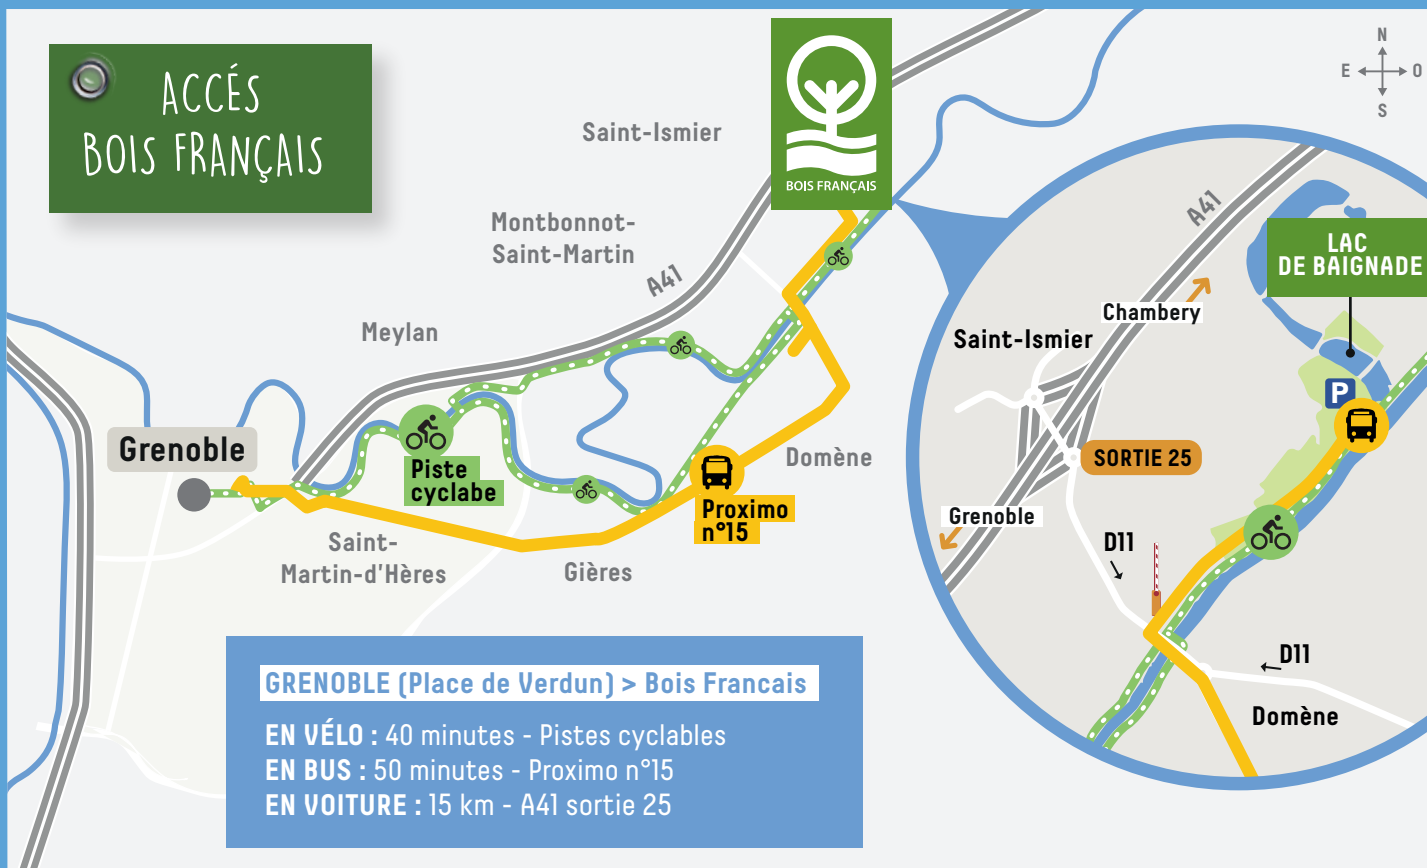 ACCÉS
BOIS FRANÇAIS
Saint-Ismier
BOIS FRANÇAIS
N
E
O
S
Montbonnot-
Saint-Martin
A41
Meylan
Grenoble
Piste
cyclabe
Domène
Proximo
n°15
Saint-
Martin-d'Hères
Gières
A41
LAC
DE BAIGNADE
Chambery
Saint-Ismier
P
SORTIE 25
Grenoble
D11
D11
Domène
GRENOBLE (Place de Verdun) > Bois Francais
EN VÉLO : 40 minutes - Pistes cyclables
EN BUS : 50 minutes - Proximo n°15
EN VOITURE : 15 km - A41 sortie 25